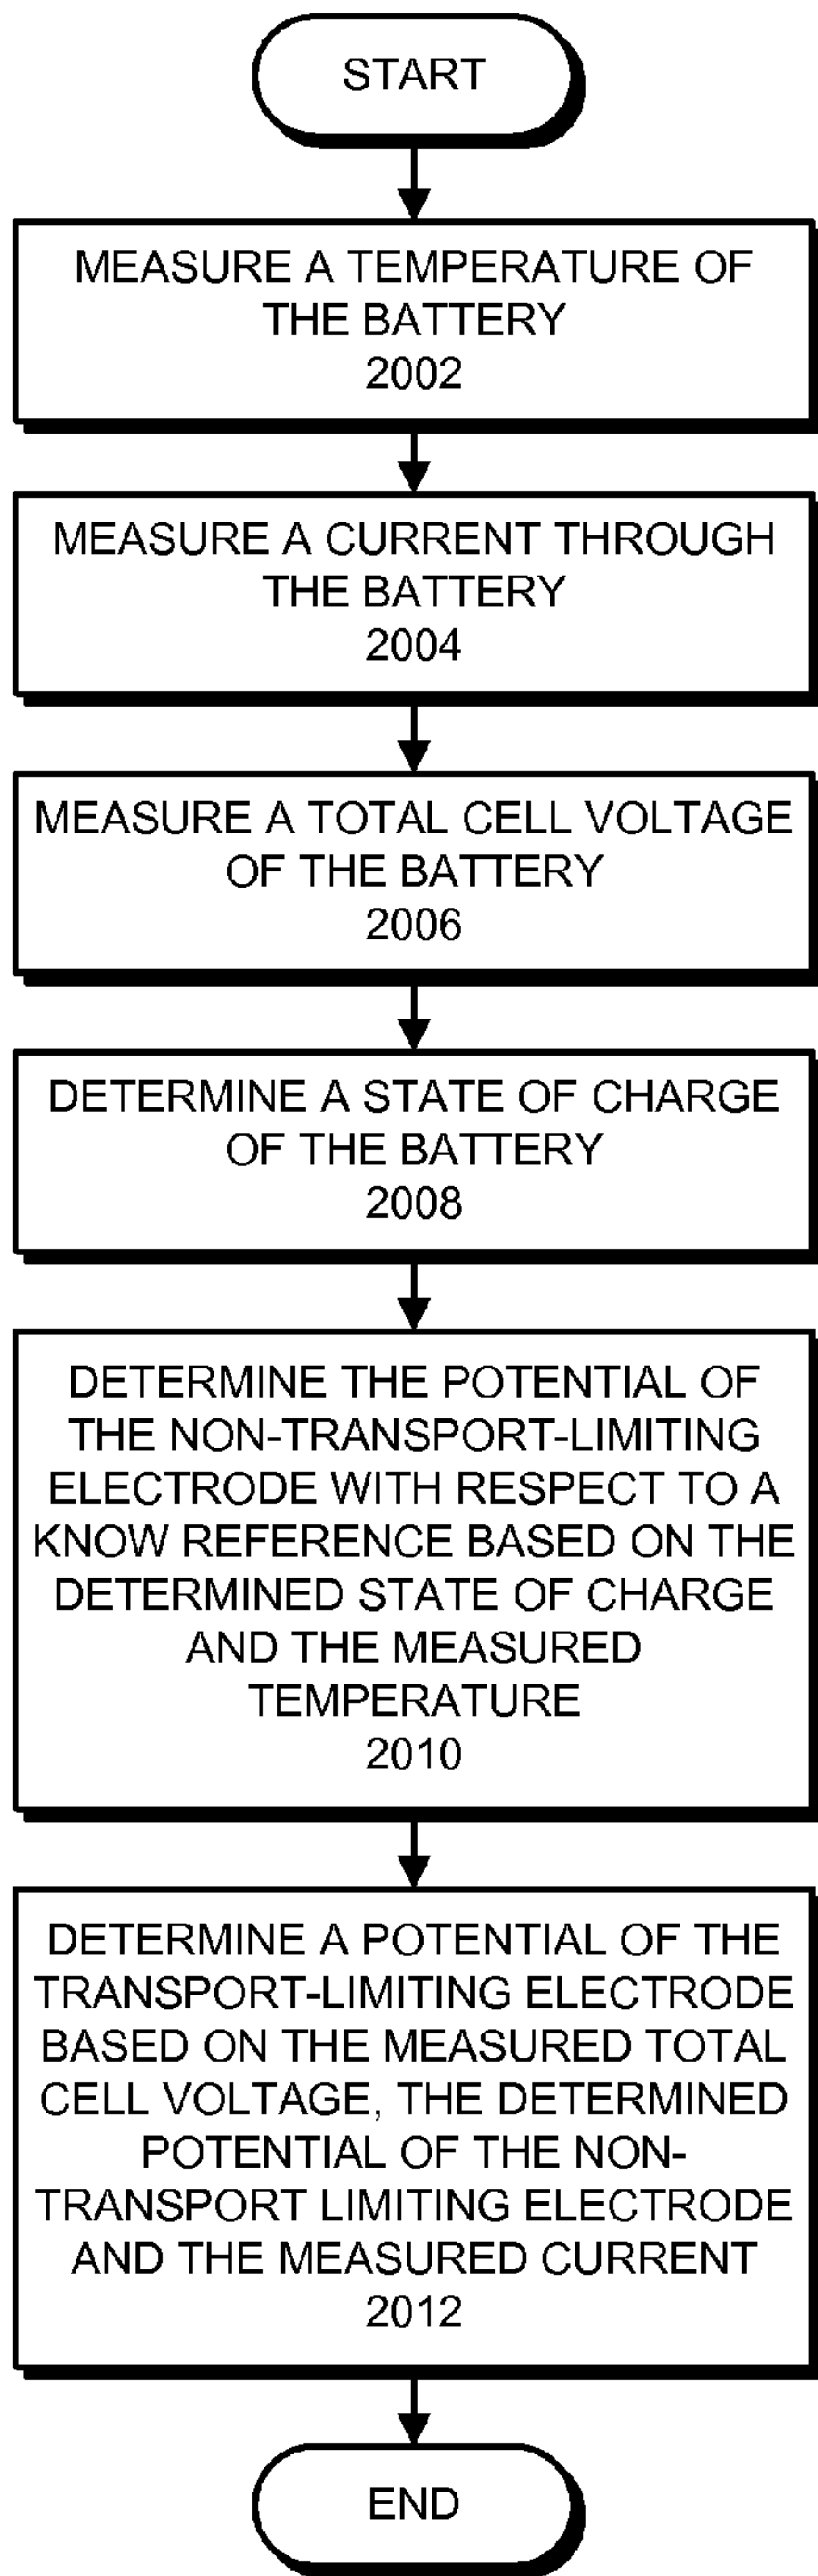 START
MEASURE A TEMPERATURE OF
THE BATTERY
2002
MEASURE A CURRENT THROUGH
THE BATTERY
2004
MEASURE A TOTAL CELL VOLTAGE
OF THE BATTERY
2006
DETERMINE A STATE OF CHARGE
OF THE BATTERY
2008
DETERMINE THE POTENTIAL OF
THE NON-TRANSPORT-LIMITING
ELECTRODE WITH RESPECT TO A
KNOW REFERENCE BASED ON THE
DETERMINED STATE OF CHARGE
AND THE MEASURED
TEMPERATURE
2010
DETERMINE A POTENTIAL OF THE
TRANSPORT-LIMITING ELECTRODE
BASED ON THE MEASURED TOTAL
CELL VOLTAGE, THE DETERMINED
POTENTIAL OF THE NON-
TRANSPORT LIMITING ELECTRODE
AND THE MEASURED CURRENT
2012
END